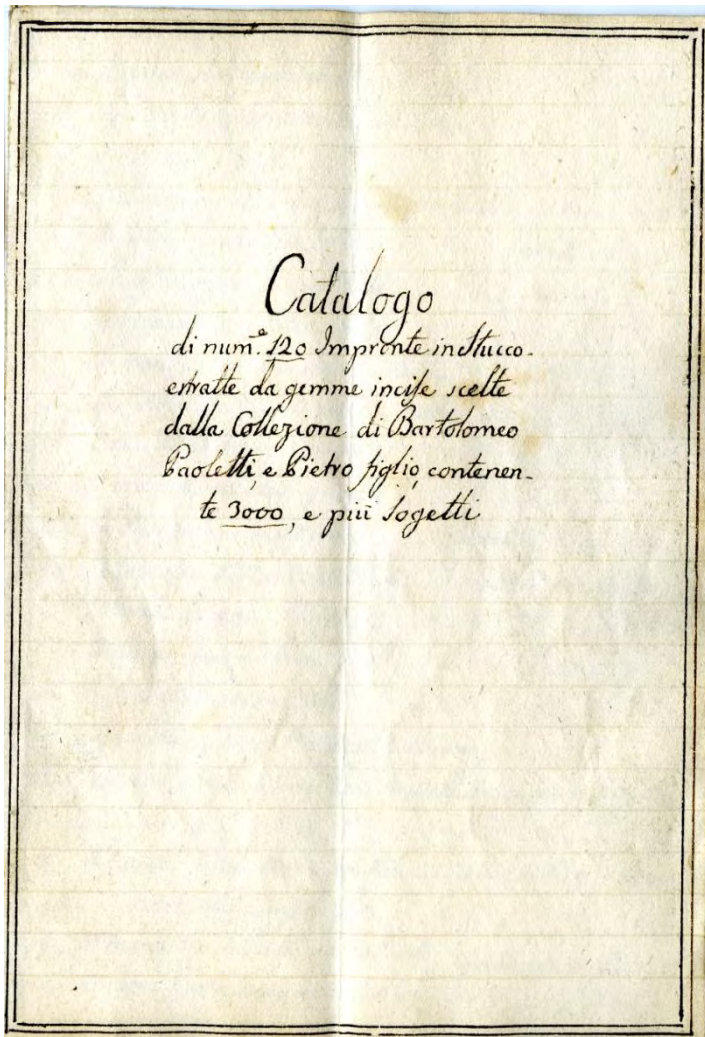 Catalogo
di num.º 120 Impronte in Stucco.
estratte da gemme incise scelte
dalla Collezione di Bartolomeo
Paoletti, e Pietro figlio, contenen-
te 3000, e più Sogetti